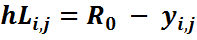 hL_{i,j} = R_0 − y_{i,j}